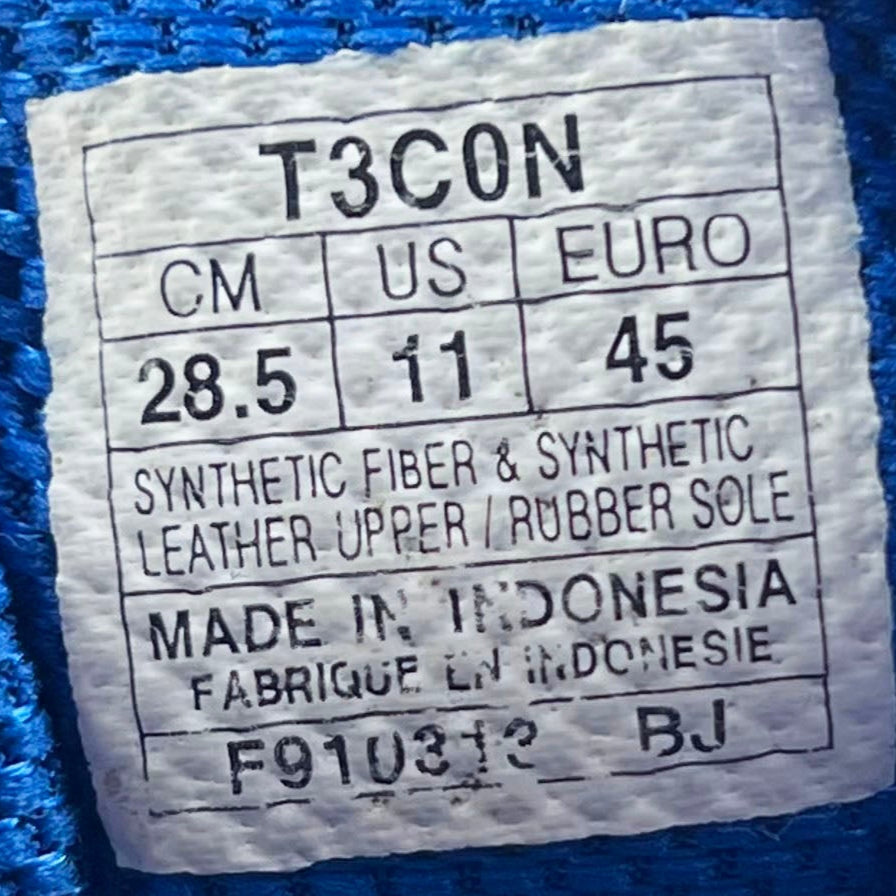 T3C0N
CM US EURO
28.5 11 45
SYNTHETIC FIBER & SYNTHETIC
LEATHER UPPER / RUBBER SOLE
MADE IN INDONESIA
FABRIQUE EN INDONESIE
BJ